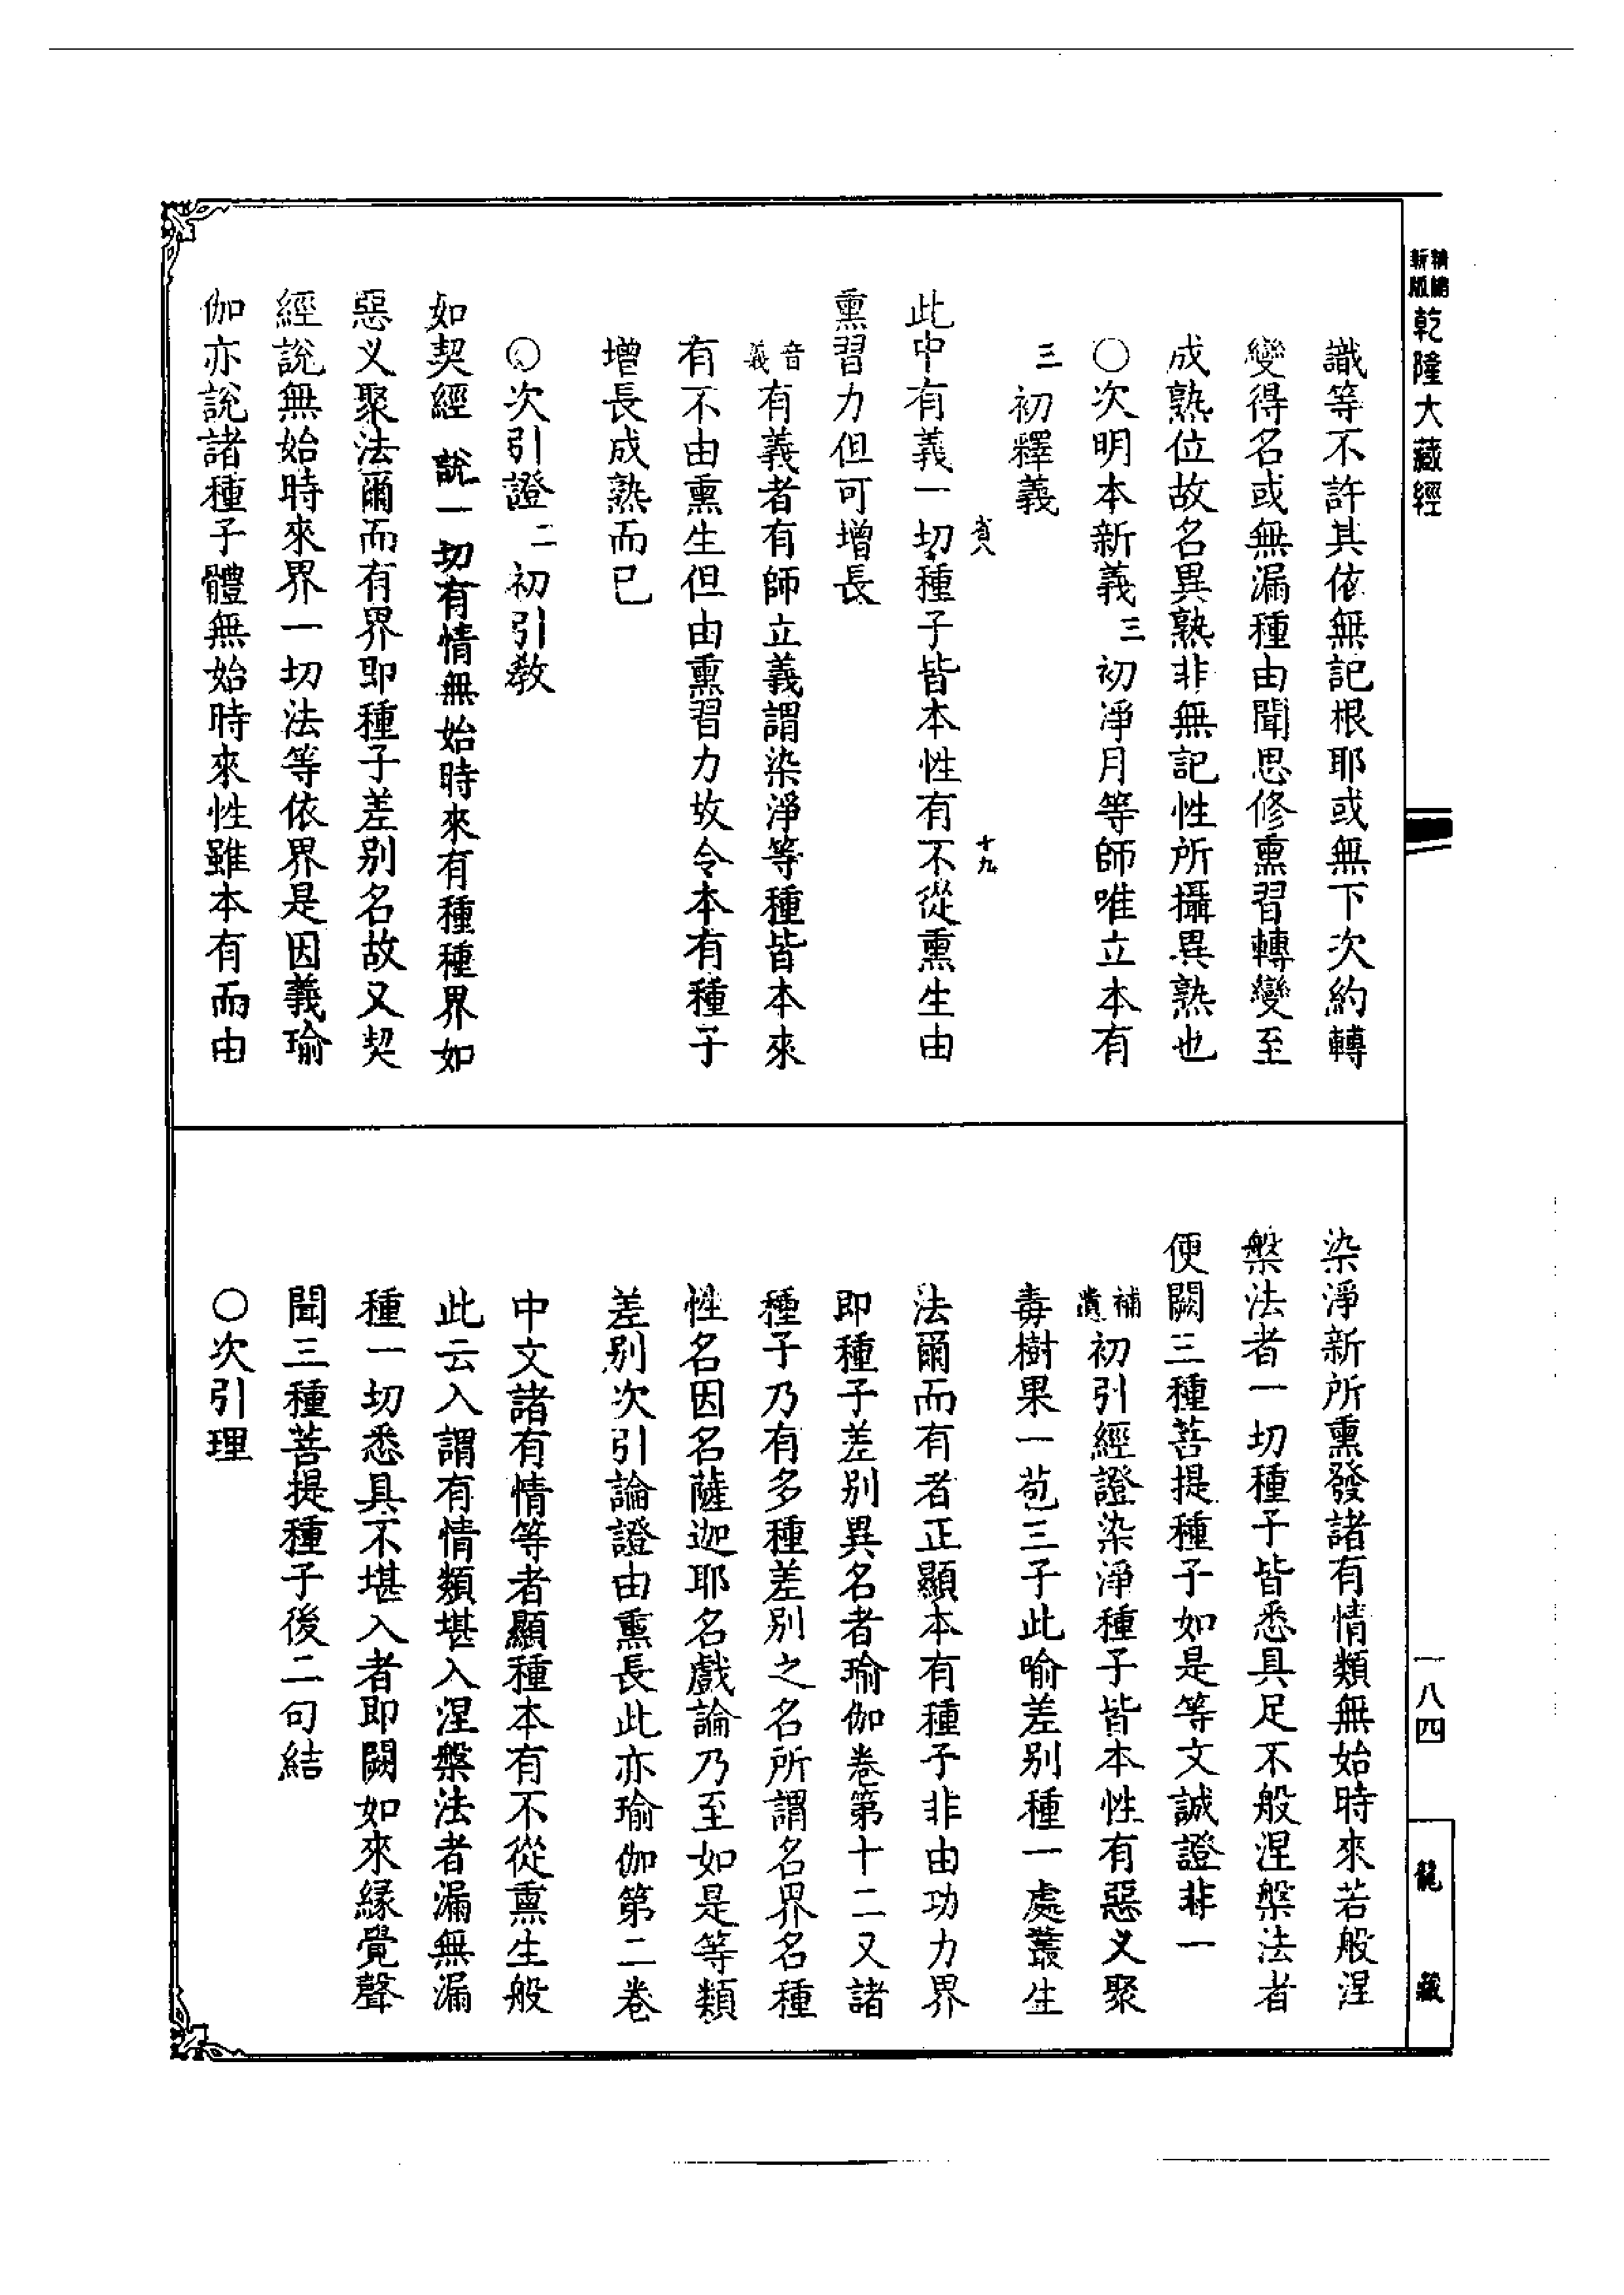 精縮
新版
乾隆大藏經
一八四
龍藏
識等不許其依無記根耶或無下次約轉
變得名或無漏種由聞思修熏習轉變至
成熟位故名異熟非無記性所攝異熟也
○次明本新義三初淨月等師唯立本有
三初釋義
十九
此中有義一切種子皆本性有不從熏生由
熏習力但可增長
音義有義者有師立義謂染淨等種皆本來
有不由熏生但由熏習力故令本有種子
增長成熟而已
○次引證二初引教
如契經說一切有情無始時來有種種界如
惡叉聚法爾而有界即種子差別名故又契
經說無始時來界一切法等依界是因義瑜
伽亦說諸種子體無始時來性雖本有而由
染淨新所熏發諸有情類無始時來若般涅
槃法者一切種子皆悉具足不般涅槃法者
便闕三種菩提種子如是等文誠證非一
補遺初引經證染淨種子皆本性有惡叉聚
毒樹果一苞三子此喻差別種一處叢生
法爾而有者正顯本有種子非由功力界
即種子差別異名者瑜伽卷第十二又諸
種子乃有多種差別之名所謂名界名種
性名因名薩迦耶名戲論乃至如是等類
差別次引論證由熏長此亦瑜伽第二卷
中文諸有情等者顯種本有不從熏生般
此云入謂有情類堪入涅槃法者漏無漏
種一切悉具不堪入者即闕如來緣覺聲
聞三種菩提種子後二句結
○次引理